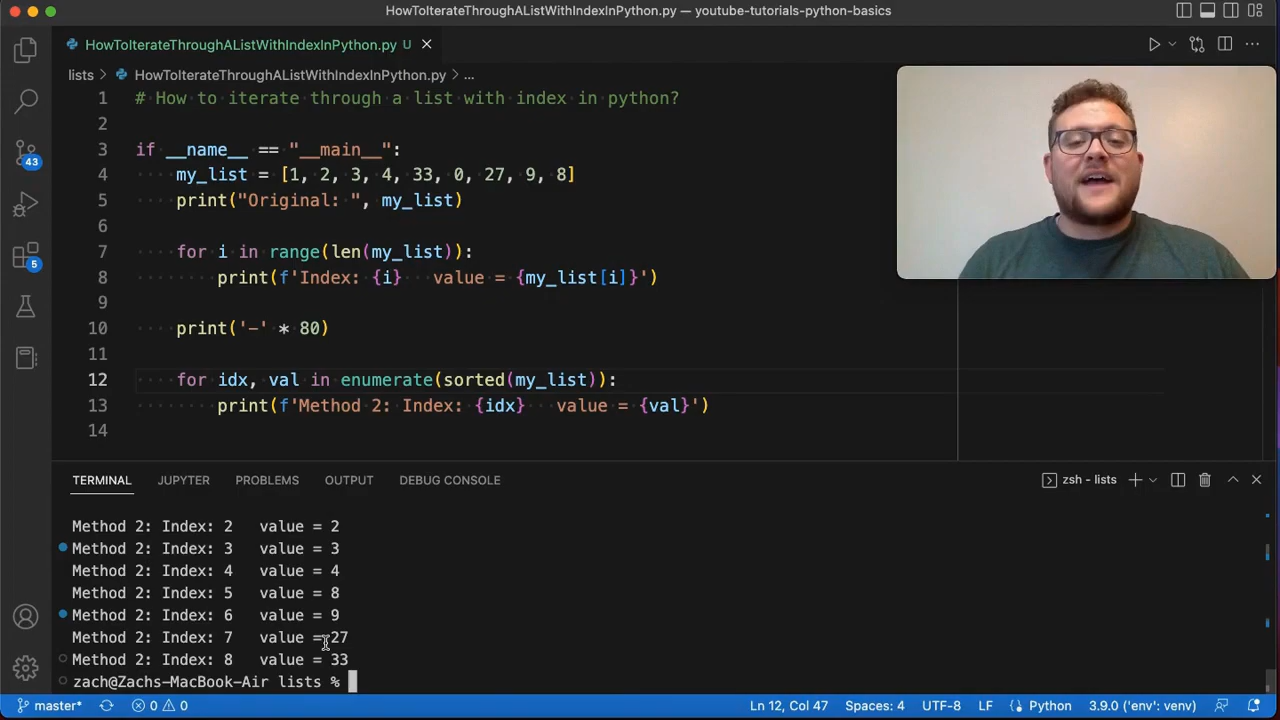 HowToIterateThroughAListWithIndexInPython.py — youtube-tutorials-python-basics
HowToIterateThroughAListWithIndexInPython.py U
lists > HowToIterateThroughAListWithIndexInPython.py > ...
1 # How to iterate through a list with index in python?
2
3 if __name__ == "__main__":
4 my_list = [1, 2, 3, 4, 33, 0, 27, 9, 8]
5 print("Original: ", my_list)
6
7 for i in range(len(my_list)):
8 print(f'Index: {i}   value = {my_list[i]}')
9
10 print('-' * 80)
11
12 for idx, val in enumerate(sorted(my_list)):
13 print(f'Method 2: Index: {idx}   value = {val}')
14
43
5
TERMINAL JUPYTER PROBLEMS OUTPUT DEBUG CONSOLE zsh - lists
Method 2: Index: 2   value = 2
Method 2: Index: 3   value = 3
Method 2: Index: 4   value = 4
Method 2: Index: 5   value = 8
Method 2: Index: 6   value = 9
Method 2: Index: 7   value = 27
Method 2: Index: 8   value = 33
zach@Zachs-MacBook-Air lists %
master* 0 0 Ln 12, Col 47 Spaces: 4 UTF-8 LF Python 3.9.0 ('env': venv)